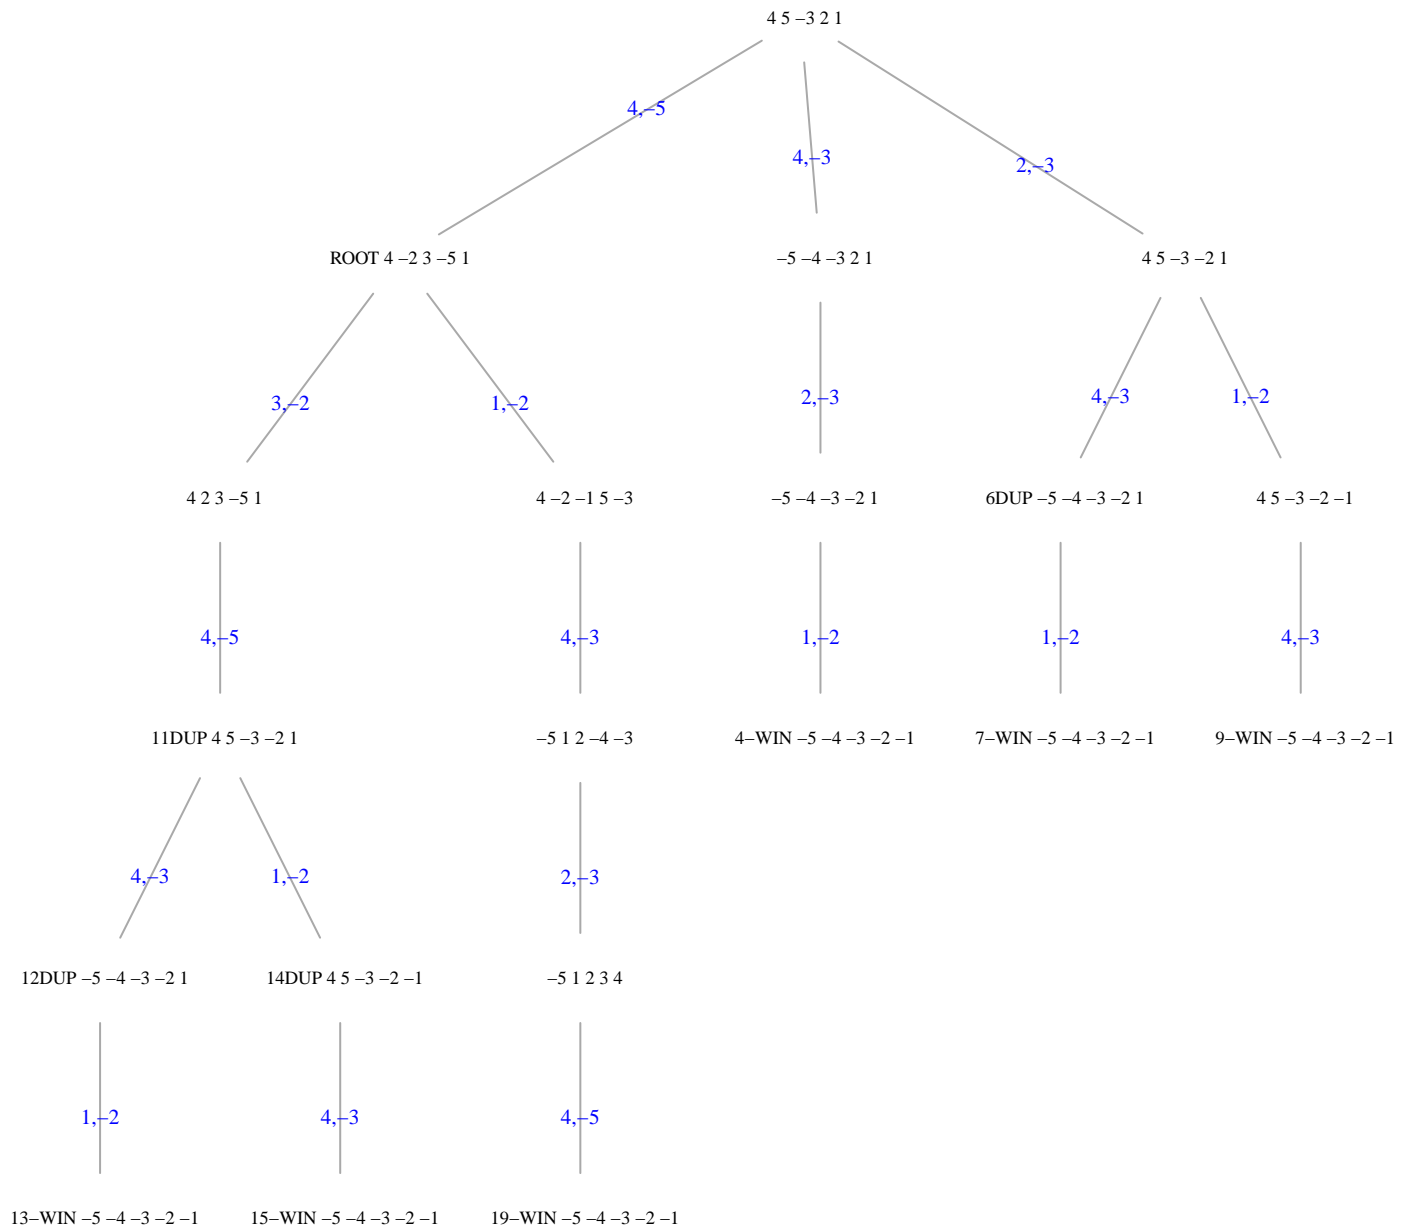 4 5 –3 2 1
4,–5
4,–3
2,–3
ROOT 4 –2 3 –5 1
–5 –4 –3 2 1
4 5 –3 –2 1
3,–2
1,–2
2,–3
4,–3
1,–2
4 2 3 –5 1
4 –2 –1 5 –3
–5 –4 –3 –2 1
6DUP –5 –4 –3 –2 1
4 5 –3 –2 –1
4,–5
4,–3
1,–2
1,–2
4,–3
11DUP 4 5 –3 –2 1
–5 1 2 –4 –3
4–WIN –5 –4 –3 –2 –1
7–WIN –5 –4 –3 –2 –1
9–WIN –5 –4 –3 –2 –1
4,–3
1,–2
2,–3
12DUP –5 –4 –3 –2 1
14DUP 4 5 –3 –2 –1
–5 1 2 3 4
1,–2
4,–3
4,–5
13–WIN –5 –4 –3 –2 –1
15–WIN –5 –4 –3 –2 –1
19–WIN –5 –4 –3 –2 –1